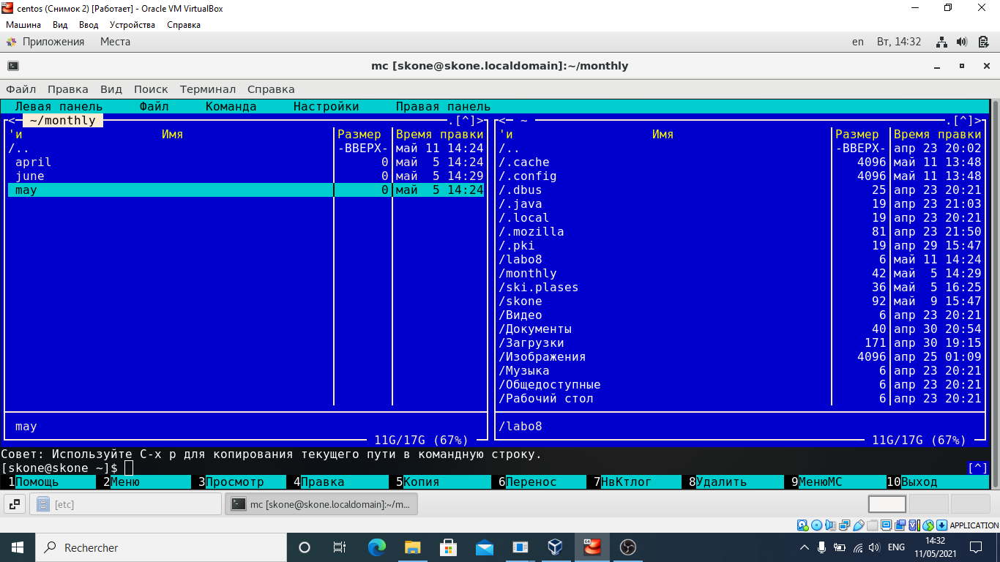 centos (Снимок 2) [Работает] - Oracle VM VirtualBox
Машина Вид Ввод Устройства Справка
Приложения Места en Вт, 14:32
mc [skone@skone.localdomain]:~/monthly
Файл Правка Вид Поиск Терминал Справка
Левая панель Файл Команда Настройки Правая панель
<─ ~/monthly ─.[^]>
'и Имя Размер Время правки
/.. -ВВЕРХ- май 11 14:24
april 0 май 5 14:24
june 0 май 5 14:29
may 0 май 5 14:24
may
11G/17G (67%)
<─ ~ ─.[^]>
'и Имя Размер Время правки
/.. -ВВЕРХ- апр 23 20:02
/.cache 4096 май 11 13:48
/.config 4096 май 11 13:48
/.dbus 25 апр 23 20:21
/.java 19 апр 23 21:03
/.local 19 апр 23 20:21
/.mozilla 81 апр 23 21:50
/.pki 19 апр 29 15:47
/labo8 6 май 11 14:24
/monthly 42 май 5 14:29
/ski.plases 36 май 5 16:25
/skone 92 май 9 15:47
/Видео 6 апр 23 20:21
/Документы 40 апр 30 20:54
/Загрузки 171 апр 30 19:15
/Изображения 4096 апр 25 01:09
/Музыка 6 апр 23 20:21
/Общедоступные 6 апр 23 20:21
/Рабочий стол 6 апр 23 20:21
/labo8
11G/17G (67%)
Совет: Используйте C-x p для копирования текущего пути в командную строку.
[skone@skone ~]$ [^]
1Помощь 2Меню 3Просмотр 4Правка 5Копия 6Перенос 7НвКтлог 8Удалить 9МенюМС 10Выход
[etc] mc [skone@skone.localdomain]:~/m...
APPLICATION
Rechercher ENG 14:32
11/05/2021